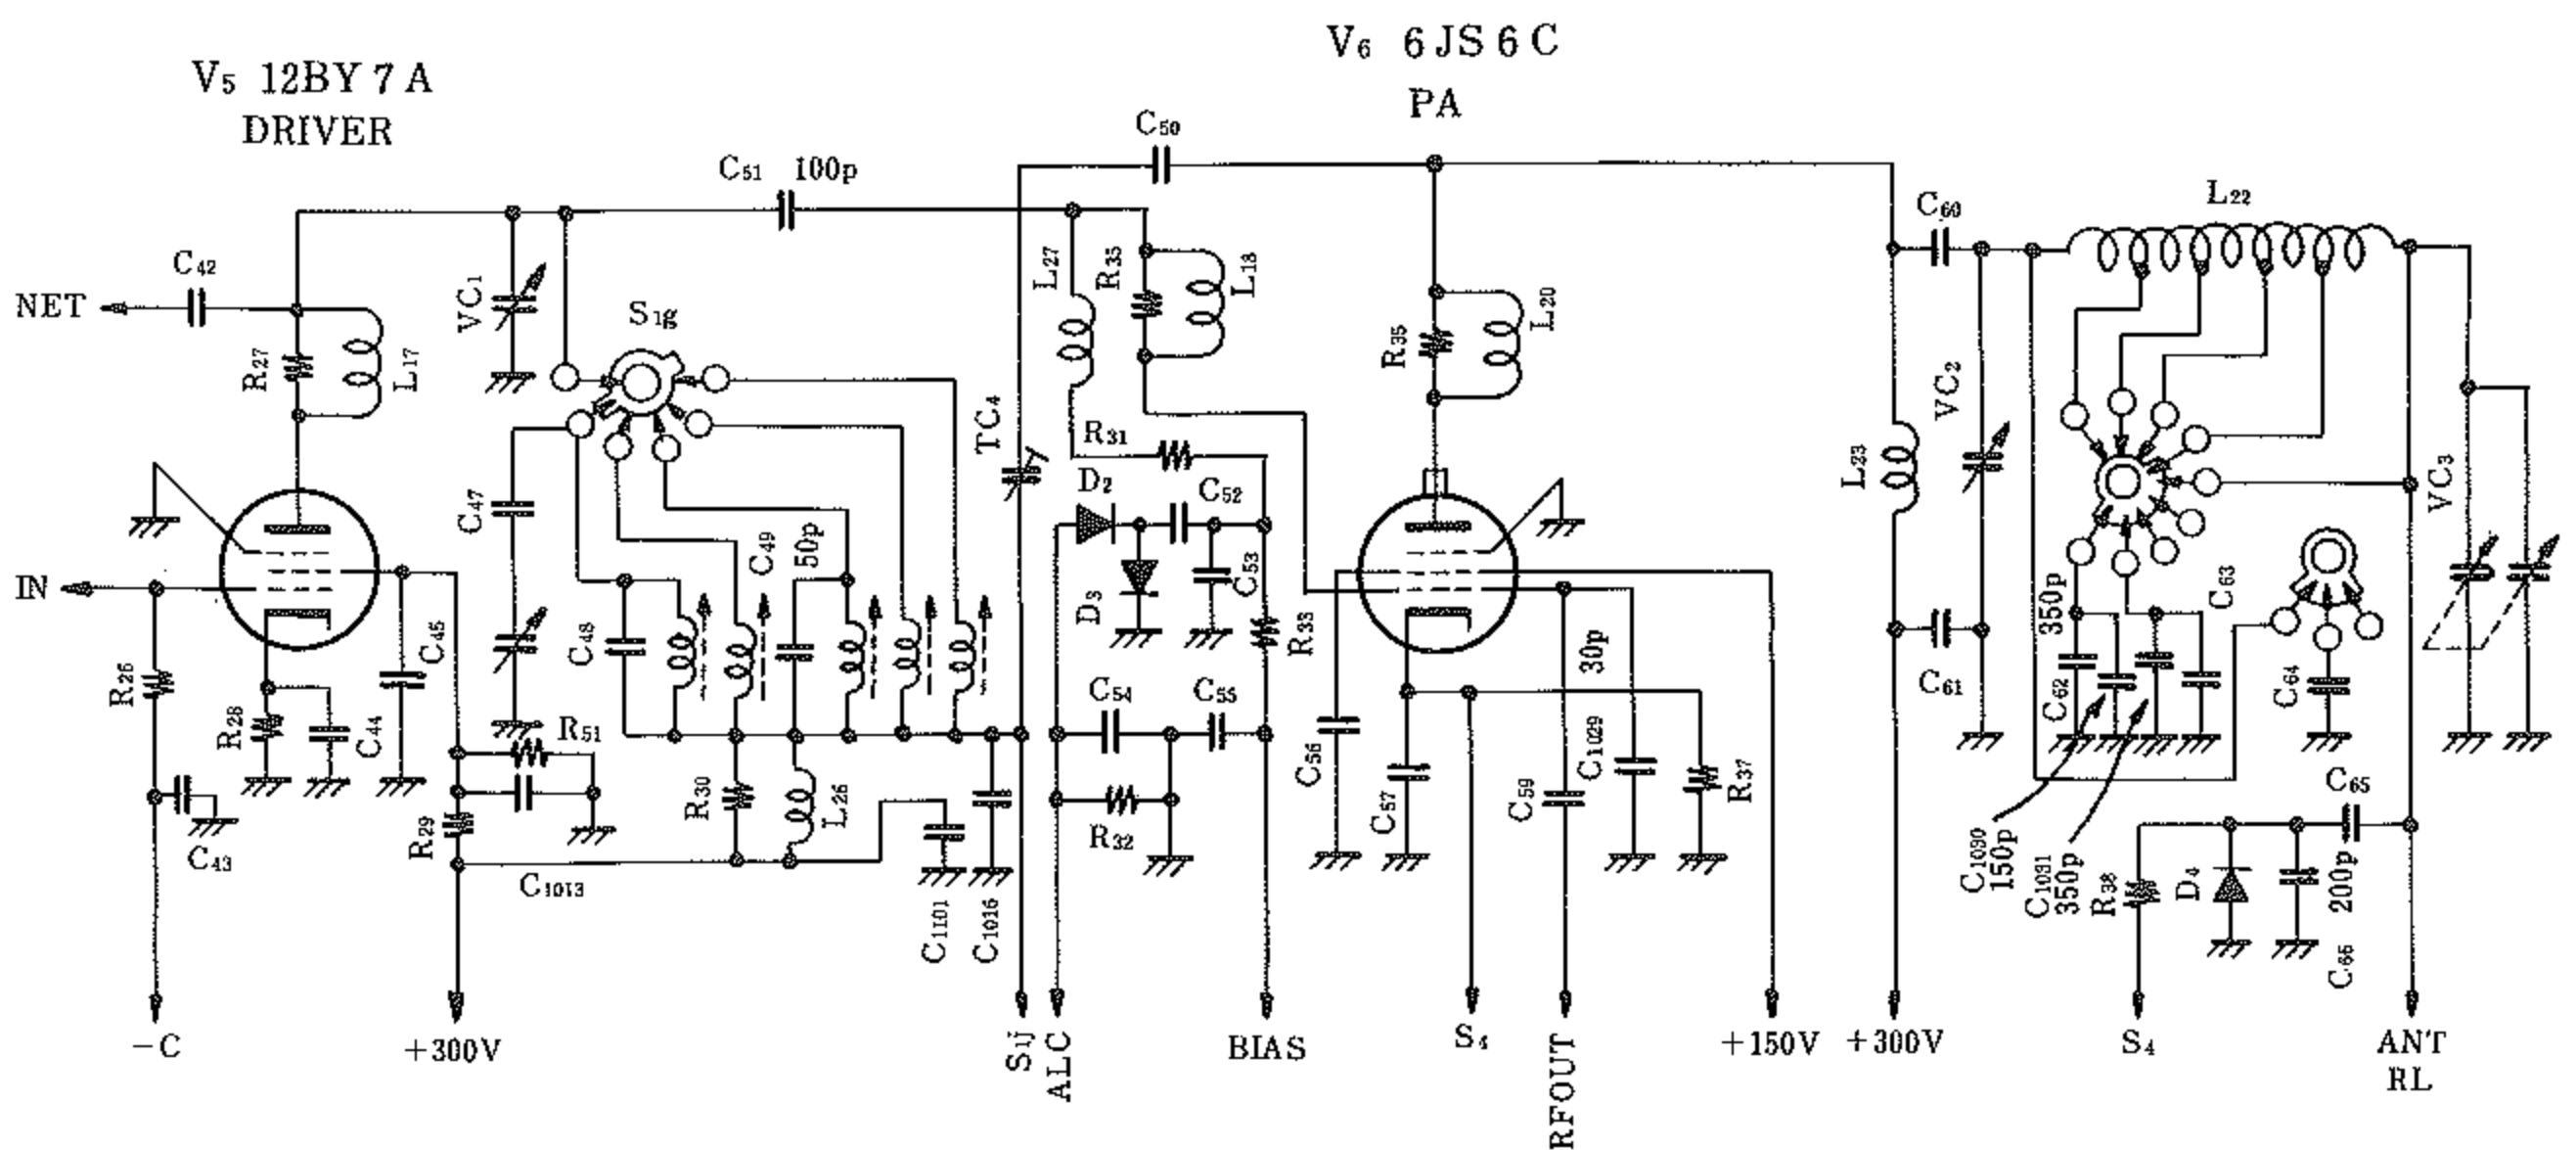 V5 12BY7A
DRIVER
V6 6JS6C
PA
C50
C51 100p
C60
L22
C42
NET
VC1
S1g
L27
R35
L18
R27
L17
R35
L20
VC2
TC4
R31
L23
VC3
D2
C52
C47
C49
50p
C53
D3
IN
C45
C48
R33
350p
C63
30p
R26
C54
C55
C61
C62
C64
R28
C44
R51
C56
C1029
R30
L26
C57
C59
R37
C65
R29
R32
C43
C1013
C1030
150p
C1031
350p
R38
D4
200p
C1101
C1016
C66
-C
+300V
S1j
ALC
BIAS
S4
RFOUT
+150V
+300V
S4
ANT
RL